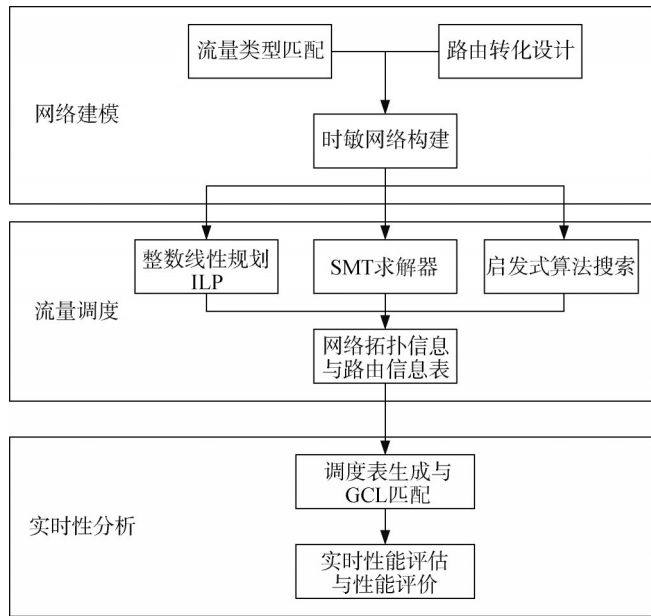 流量类型匹配
路由转化设计
网络建模
时敏网络构建
整数线性规划
ILP
SMT求解器
启发式算法搜索
流量调度
网络拓扑信息
与路由信息表
调度表生成与
GCL匹配
实时性分析
实时性能评估
与性能评价